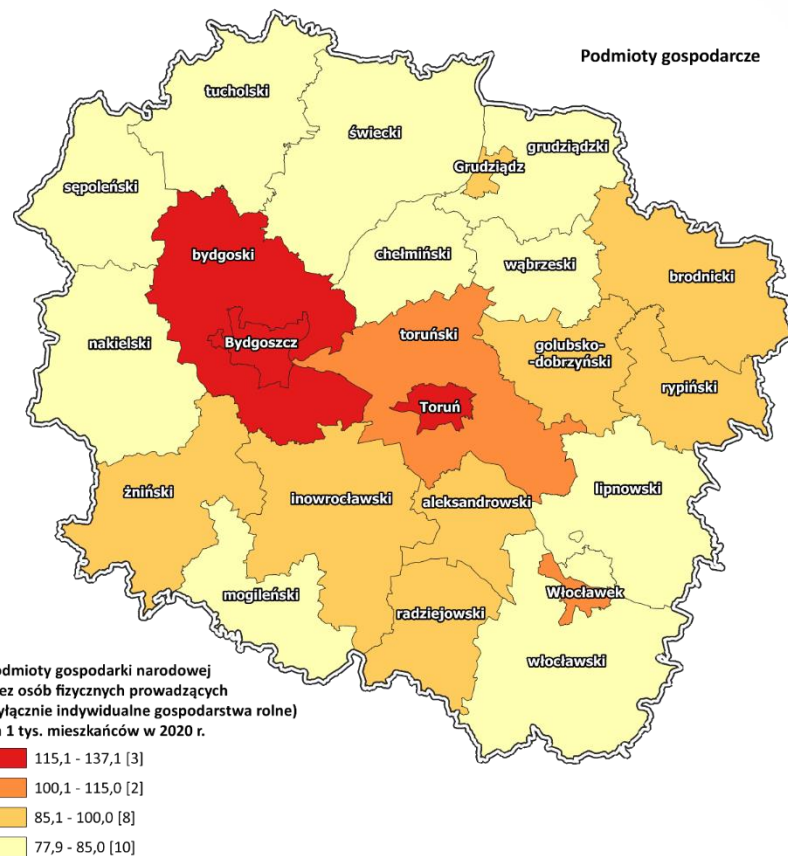 Podmioty gospodarcze
tucholski
świecki
grudziądzki
Grudziądz
sępoleński
bydgoski
chełmiński
wąbrzeski
brodnicki
nakielski
Bydgoszcz
toruński
golubsko-
-dobrzyński
rypiński
Toruń
żniński
inowrocławski
aleksandrowski
lipnowski
mogileński
radziejowski
Włocławek
włocławski
odmioty gospodarki narodowej
ez osób fizycznych prowadzących
yłącznie indywidualne gospodarstwa rolne)
1 tys. mieszkańców w 2020 r.
115,1 - 137,1 [3]
100,1 - 115,0 [2]
85,1 - 100,0 [8]
77,9 - 85,0 [10]